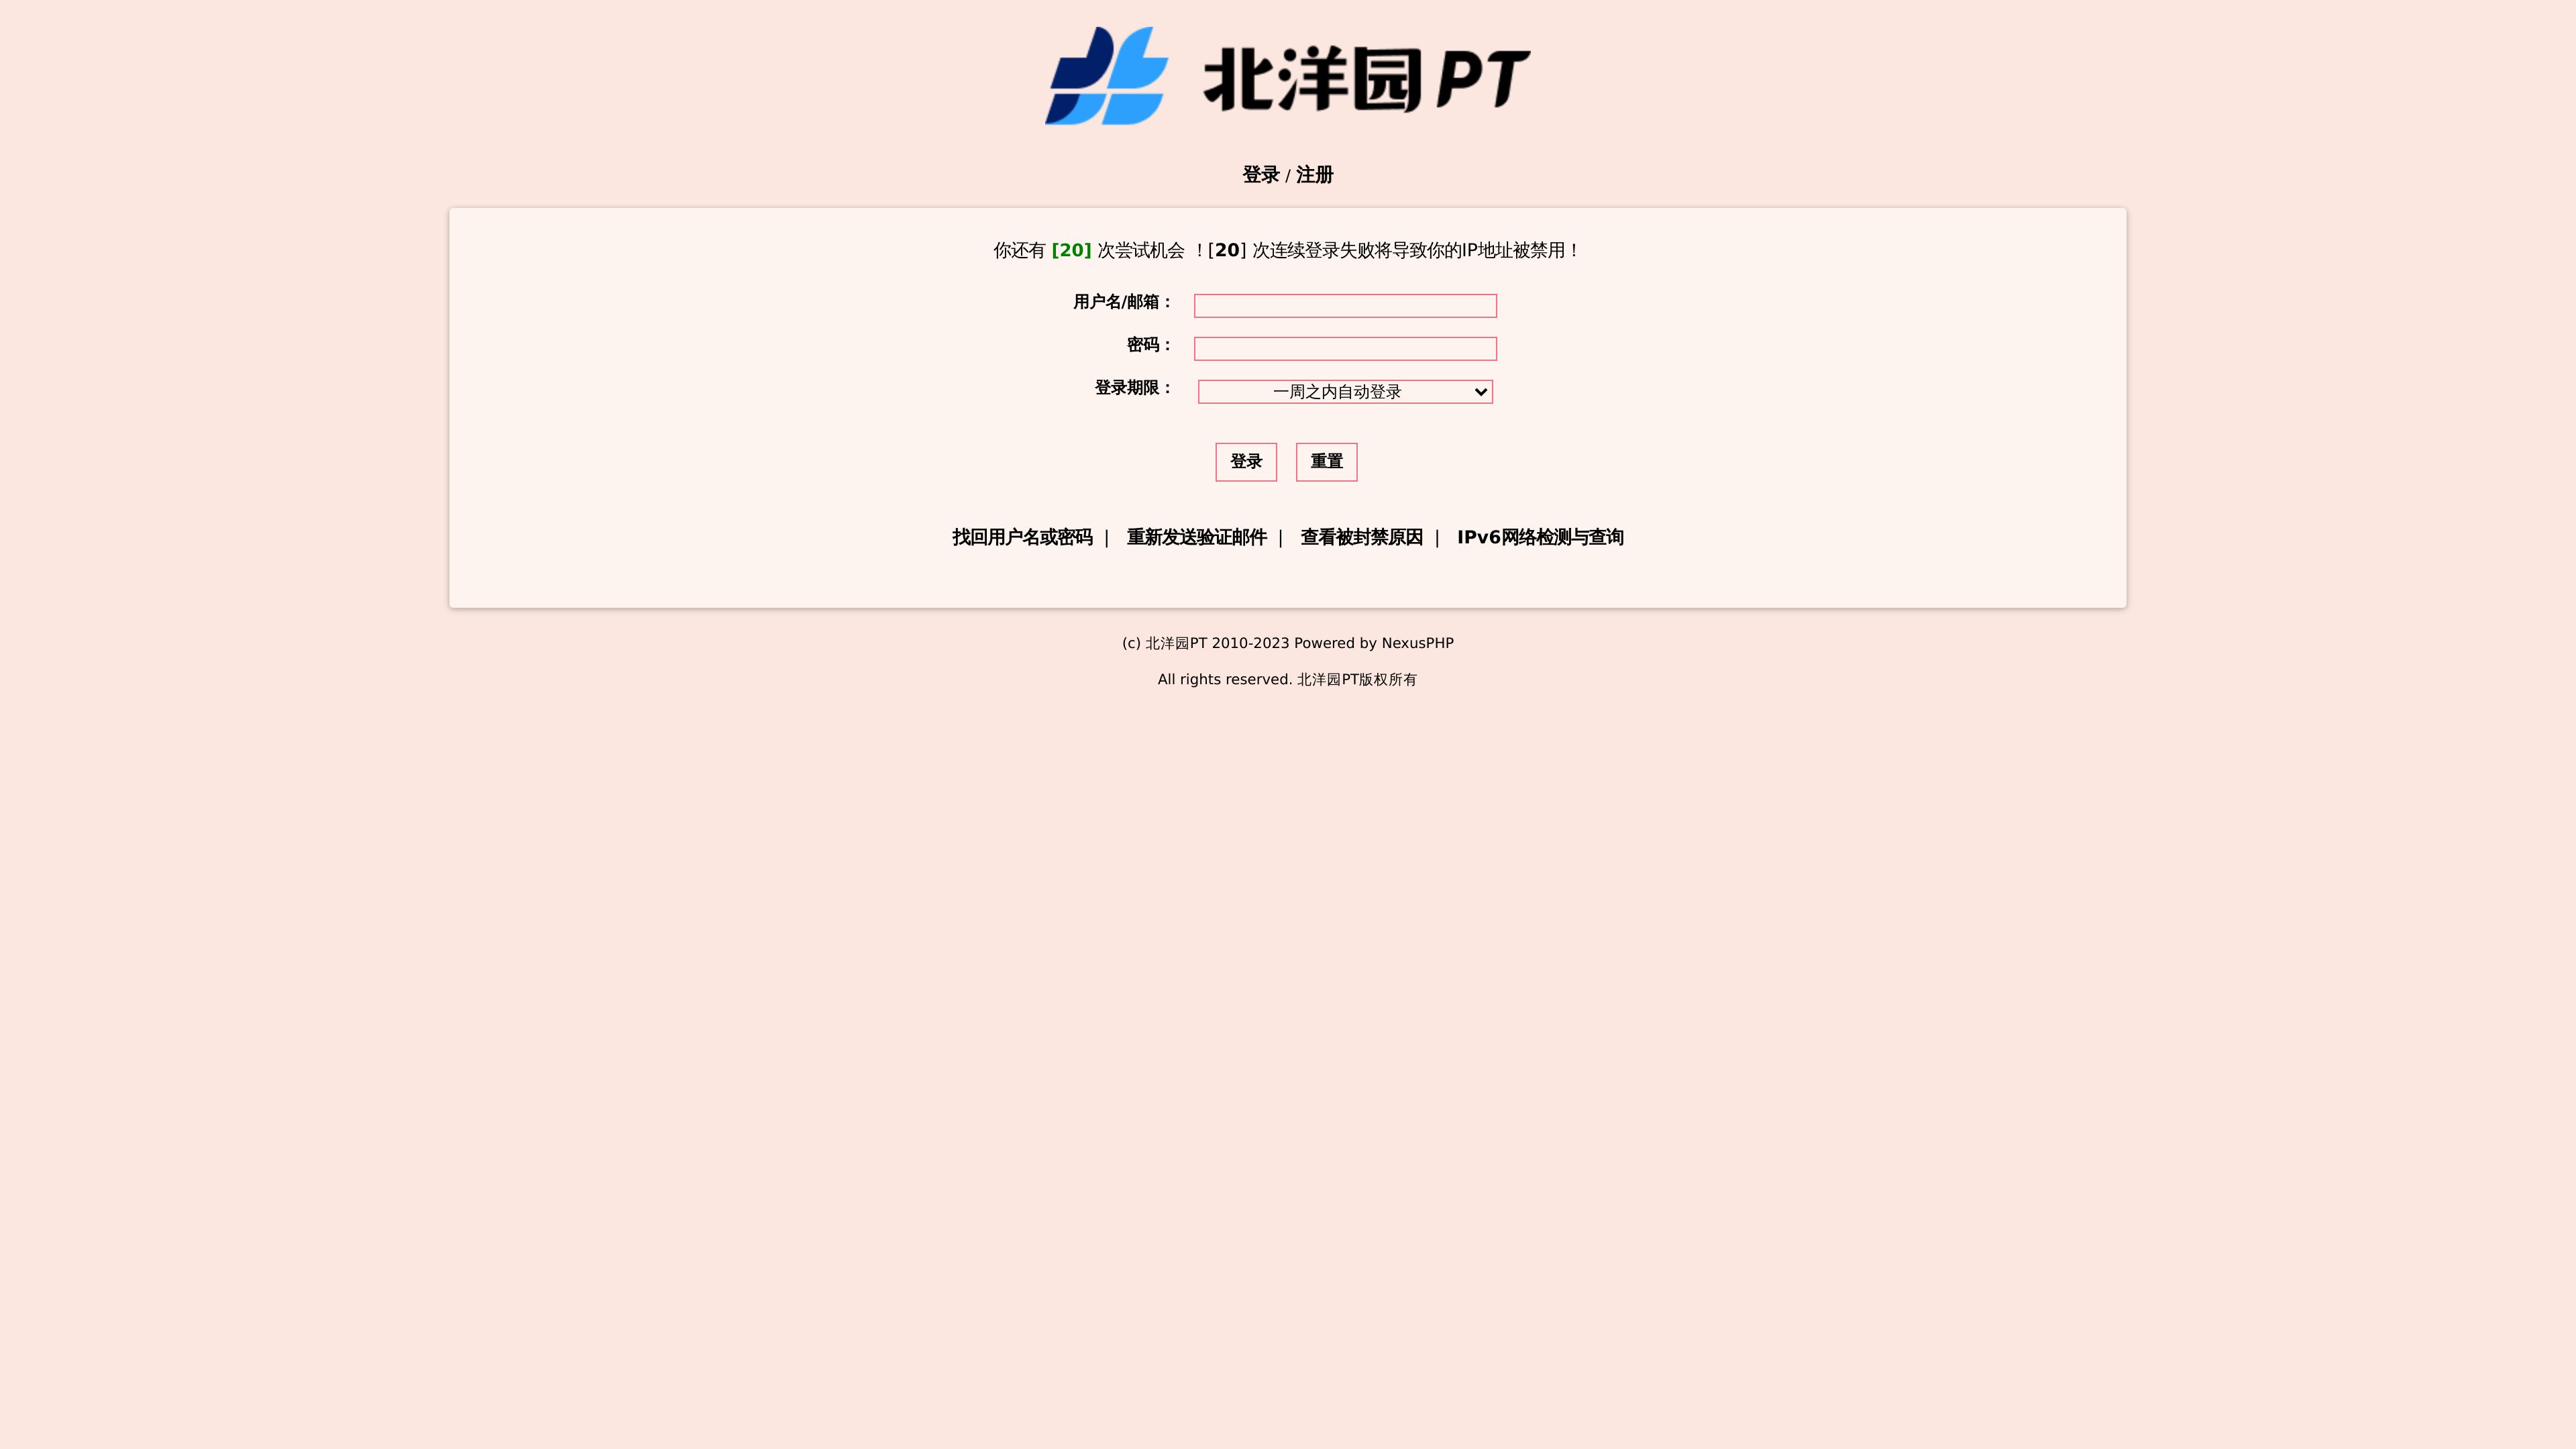 北洋园PT
登录 / 注册
你还有 [20] 次尝试机会 ！[20] 次连续登录失败将导致你的IP地址被禁用！
用户名/邮箱：
密码：
登录期限： 一周之内自动登录
登录 重置
找回用户名或密码 | 重新发送验证邮件 | 查看被封禁原因 | IPv6网络检测与查询
(c) 北洋园PT 2010-2023 Powered by NexusPHP
All rights reserved. 北洋园PT版权所有